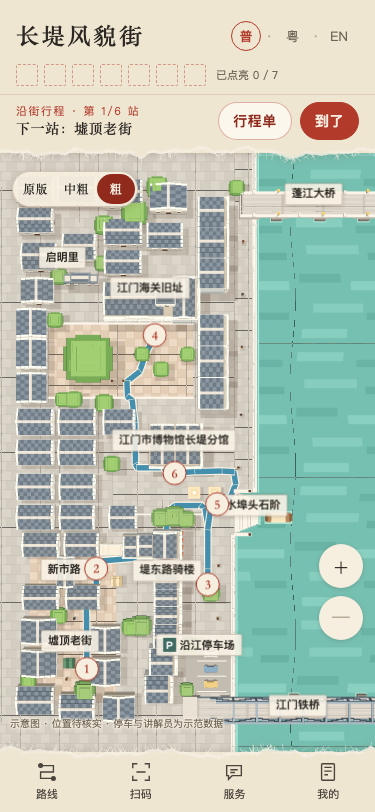 长堤风貌街
普 · 粤 · EN
已点亮 0 / 7
沿街行程 · 第 1/6 站
下一站：墟顶老街
行程单
到了
原版 中粗 粗
蓬江大桥
启明里
江门海关旧址
4
江门市博物馆长堤分馆
6
5 水埠头石阶
新市路 2 堤东路骑楼
3
+
墟顶老街
P 沿江停车场
1
—
江门铁桥
示意图 · 位置待核实 · 停车与讲解员为示范数据
路线 扫码 服务 我的